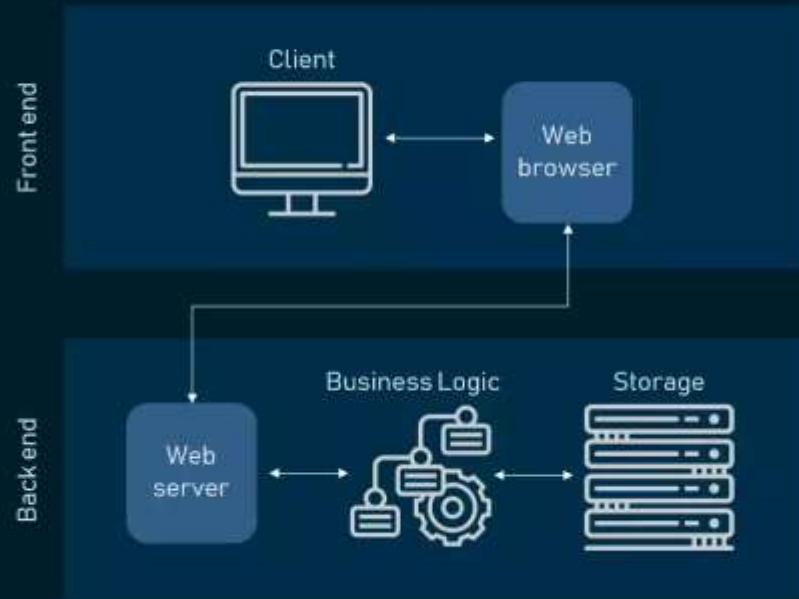 Front end
Client
Web
browser
Back end
Business Logic
Storage
Web
server